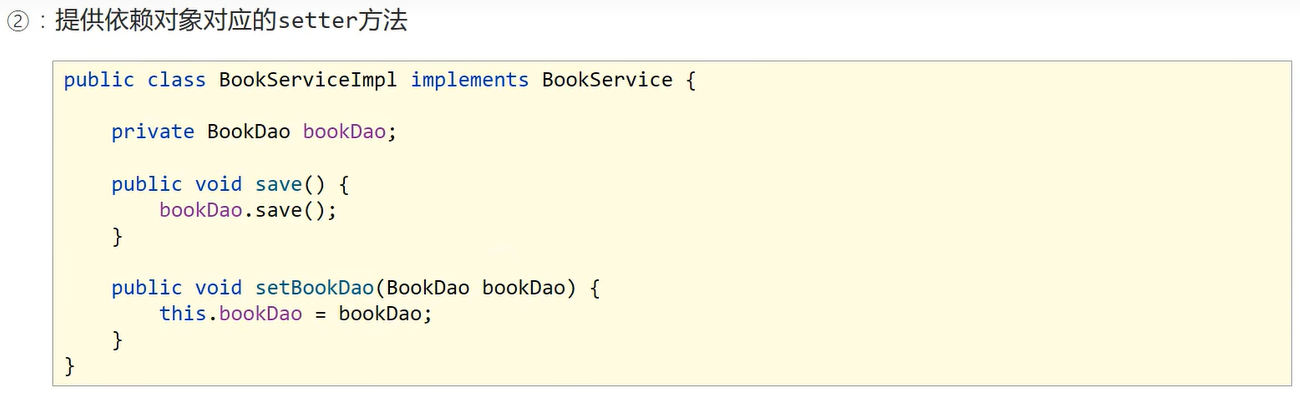 ②：提供依赖对象对应的setter方法
public class BookServiceImpl implements BookService {
    private BookDao bookDao;
    public void save() {
        bookDao.save();
    }
    public void setBookDao(BookDao bookDao) {
        this.bookDao = bookDao;
    }
}